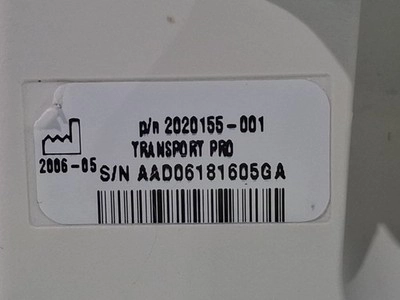 p/n 2020155-001
TRANSPORT PRO
2006-05
S/N AAD06181605GA